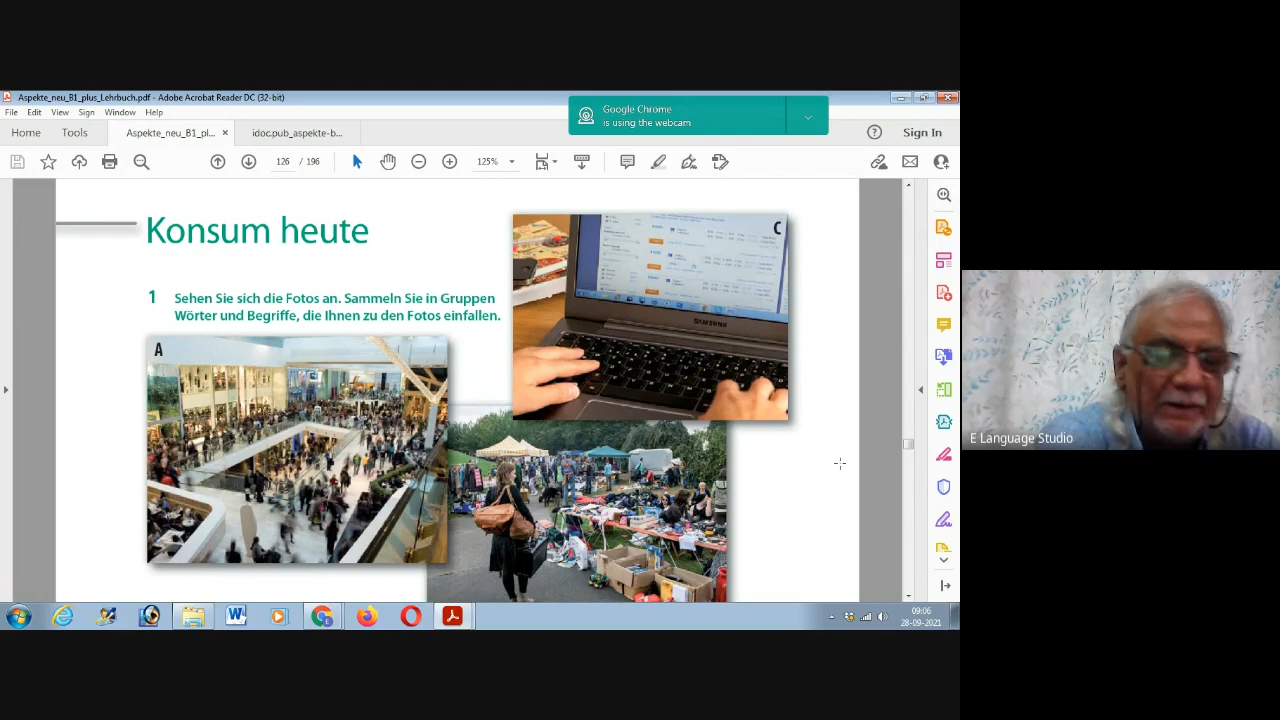 Aspekte_neu_B1_plus_Lehrbuch.pdf - Adobe Acrobat Reader DC (32-bit)
File Edit View Sign Window Help
Google Chrome
is using the webcam
Home Tools Aspekte_neu_B1_pl... × idoc.pub_aspekte-b... Sign In
126 / 196 125%
Konsum heute
C
1 Sehen Sie sich die Fotos an. Sammeln Sie in Gruppen
Wörter und Begriffe, die Ihnen zu den Fotos einfallen.
SAMSUNG
A
E Language Studio
09:06
28-09-2021